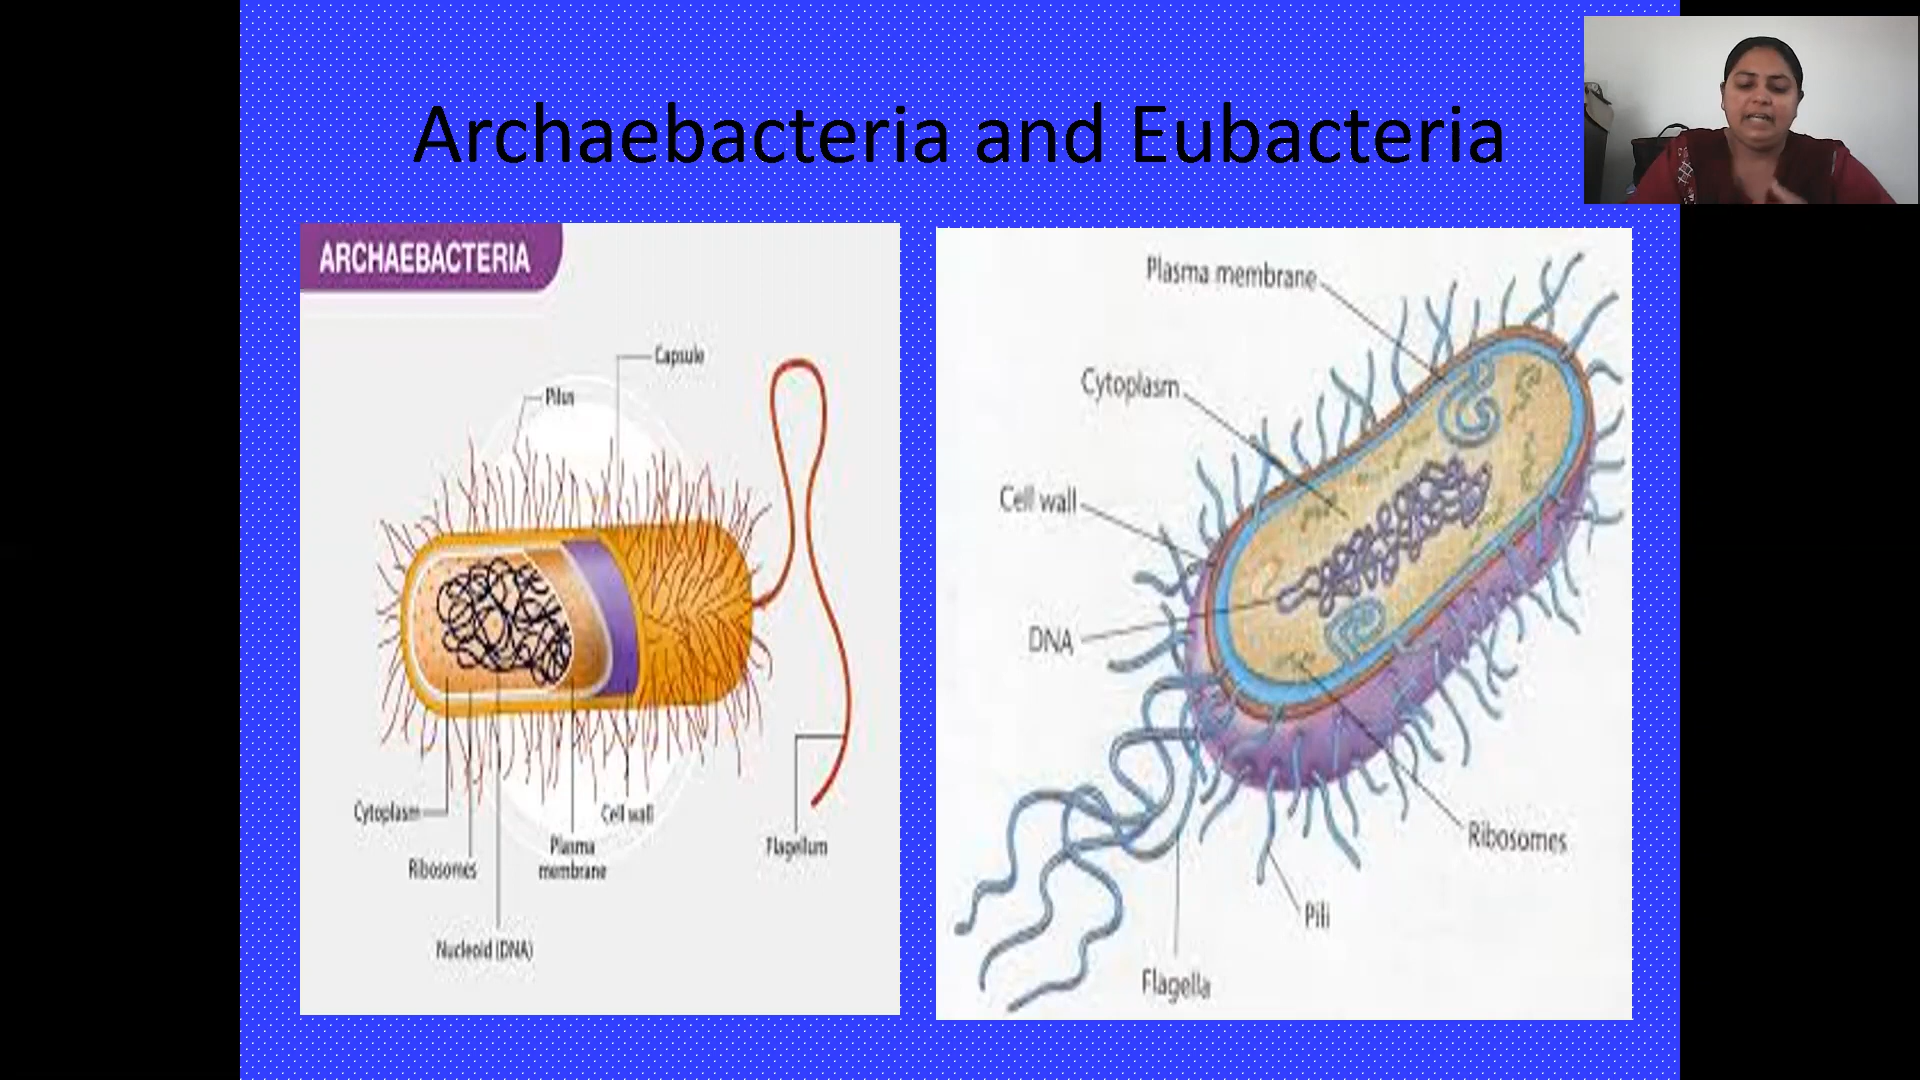 Archaebacteria and Eubacteria
ARCHAEBACTERIA
Capsule
Pilus
Cytoplasm
Cell wall
Plasma
membrane
Ribosomes
Flagellum
Nucleoid (DNA)
Plasma membrane
Cytoplasm
Cell wall
DNA
Ribosomes
Pili
Flagella